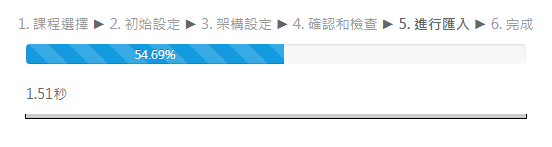 1. 課程選擇 ► 2. 初始設定 ► 3. 架構設定 ► 4. 確認和檢查 ► 5. 進行匯入 ► 6. 完成
54.69%
1.51秒